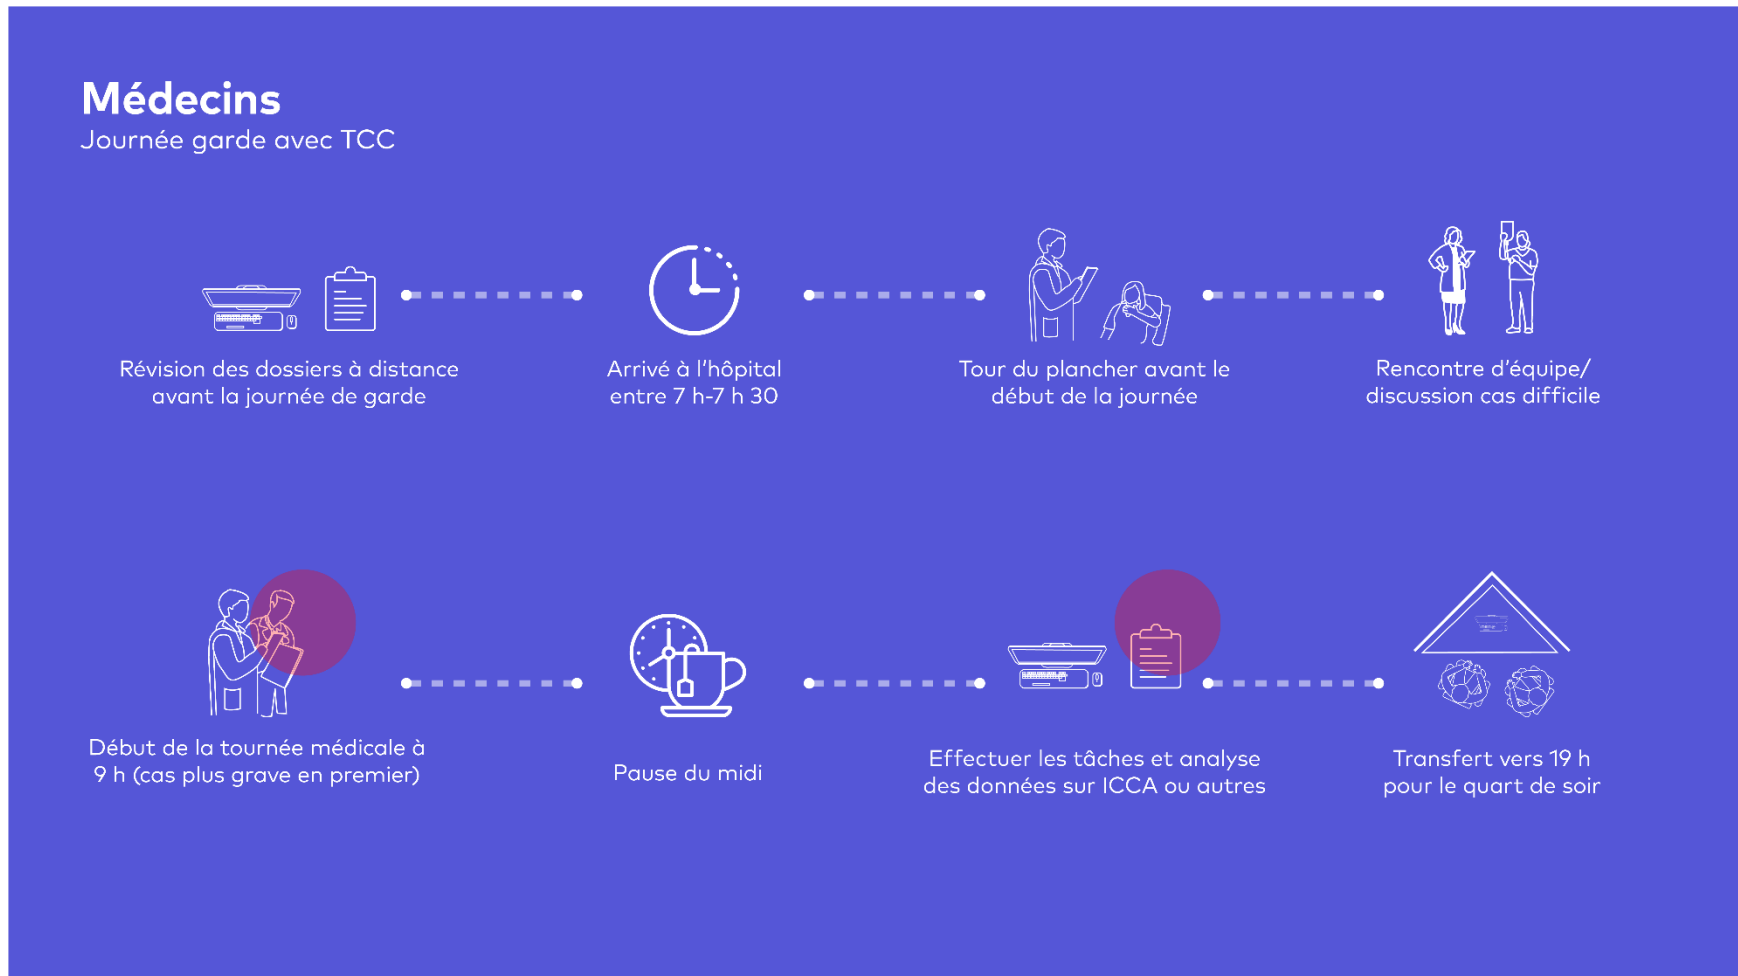 Médecins
Journée garde avec TCC
Révision des dossiers à distance
avant la journée de garde
Arrivé à l'hôpital
entre 7 h-7 h 30
Tour du plancher avant le
début de la journée
Rencontre d'équipe/
discussion cas difficile
Début de la tournée médicale à
9 h (cas plus grave en premier)
Pause du midi
Effectuer les tâches et analyse
des données sur ICCA ou autres
Transfert vers 19 h
pour le quart de soir